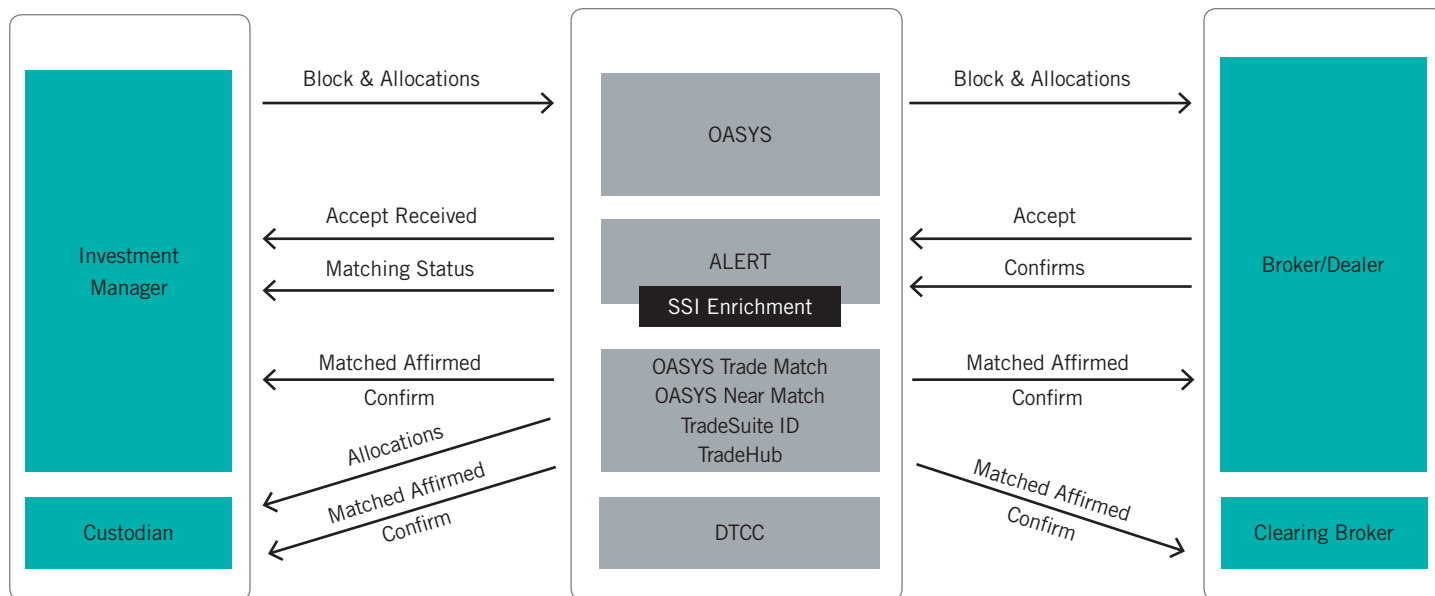 Block & Allocations
Block & Allocations
OASYS
Accept Received
Accept
Investment
Manager
ALERT
Broker/Dealer
Matching Status
Confirms
SSI Enrichment
Matched Affirmed
Confirm
OASYS Trade Match
OASYS Near Match
TradeSuite ID
TradeHub
Matched Affirmed
Confirm
Allocations
Matched Affirmed
Confirm
Matched Affirmed
Confirm
Custodian
DTCC
Clearing Broker